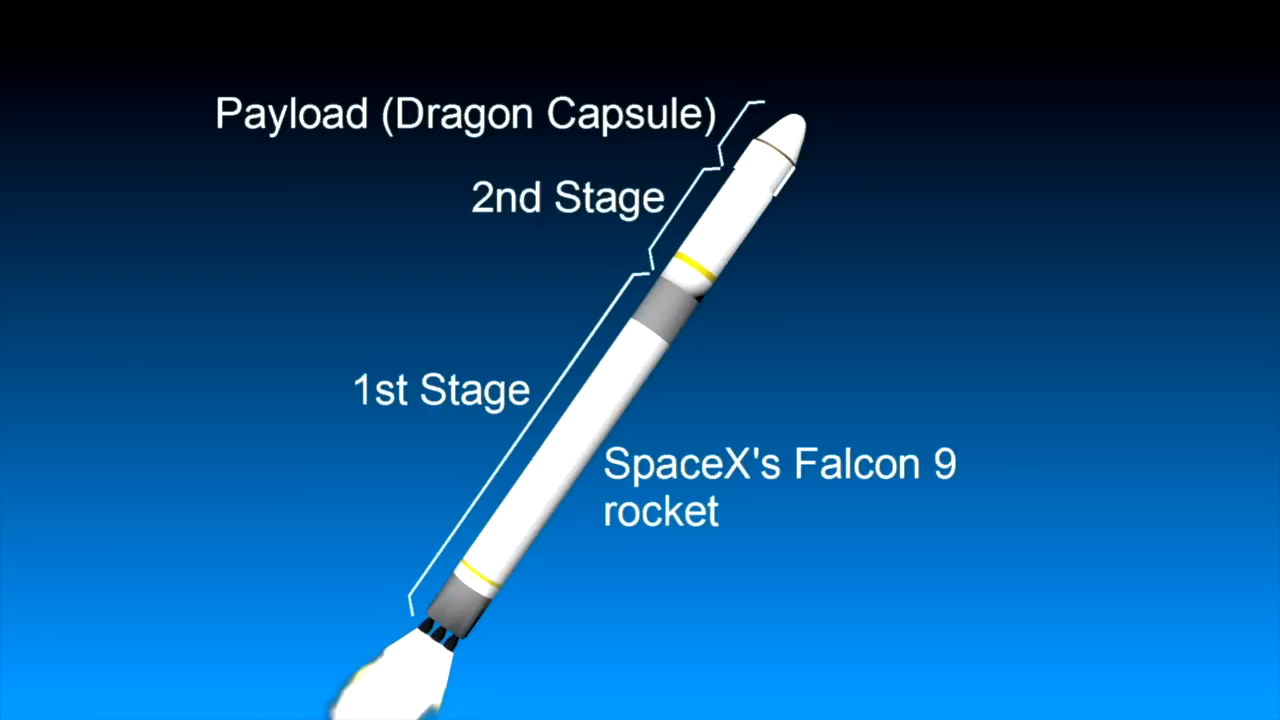 Payload (Dragon Capsule)
2nd Stage
1st Stage
SpaceX's Falcon 9
rocket